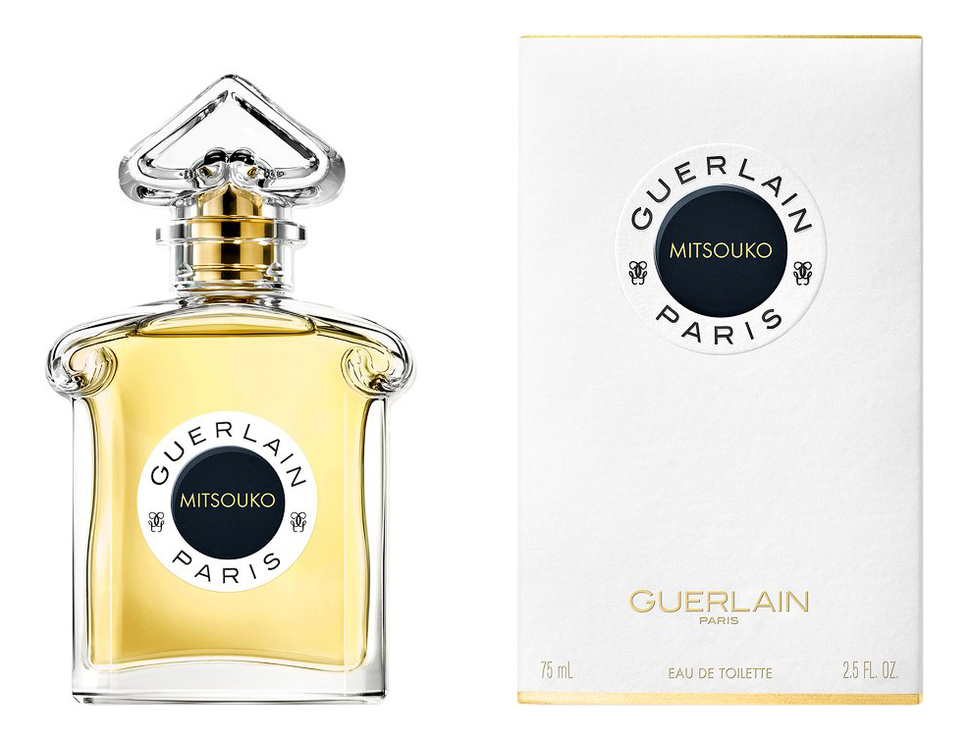 GUERLAIN
MITSOUKO
PARIS
GUERLAIN
MITSOUKO
PARIS
GUERLAIN
PARIS
75 mL
EAU DE TOILETTE
2.5 FL. OZ.